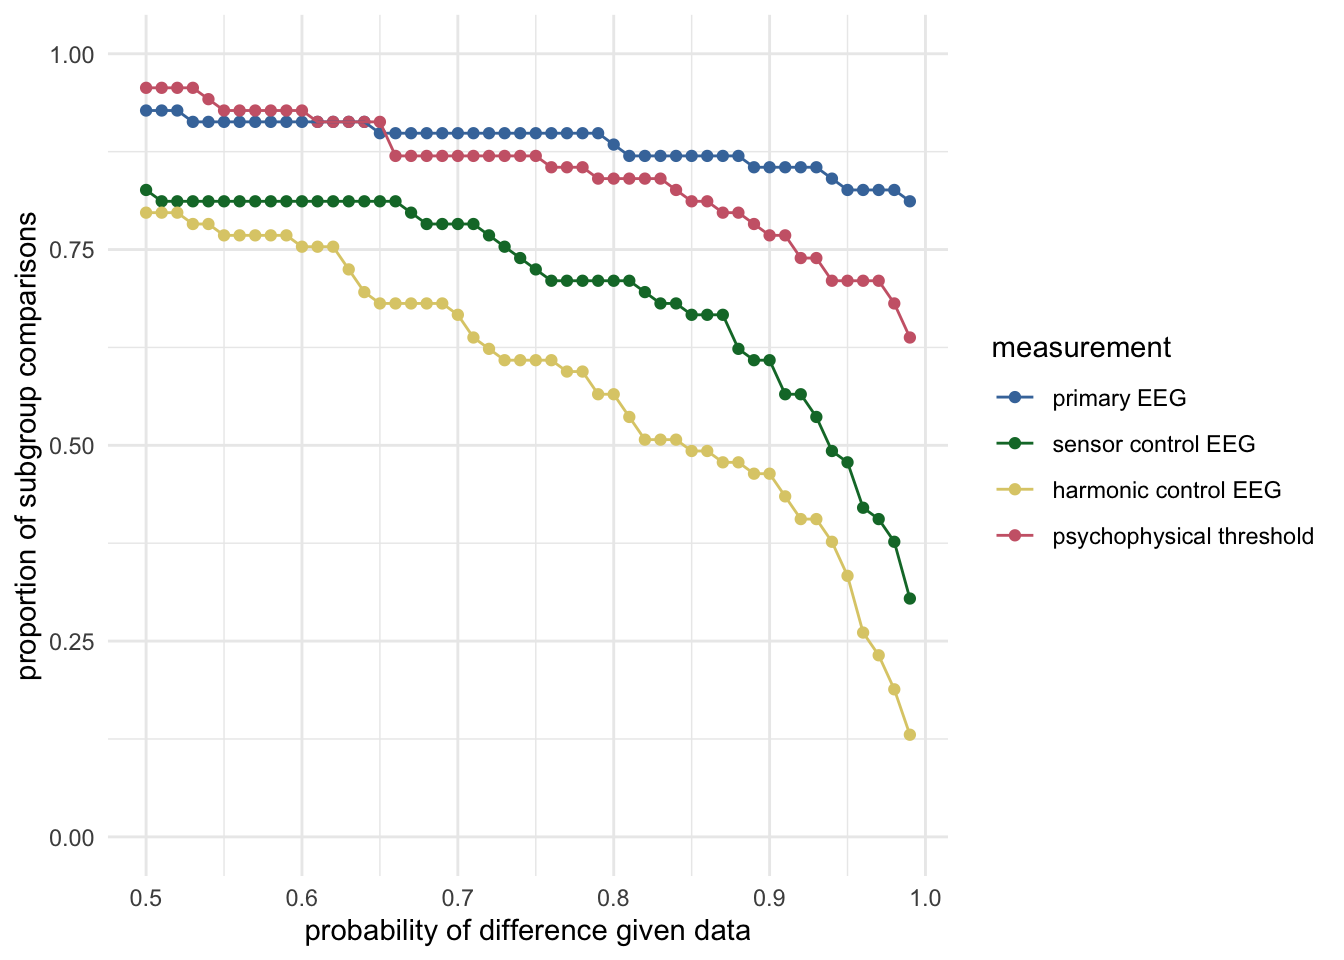 proportion of subgroup comparisons
1.00
0.75
0.50
0.25
0.00
0.5 0.6 0.7 0.8 0.9 1.0
probability of difference given data
measurement
primary EEG
sensor control EEG
harmonic control EEG
psychophysical threshold